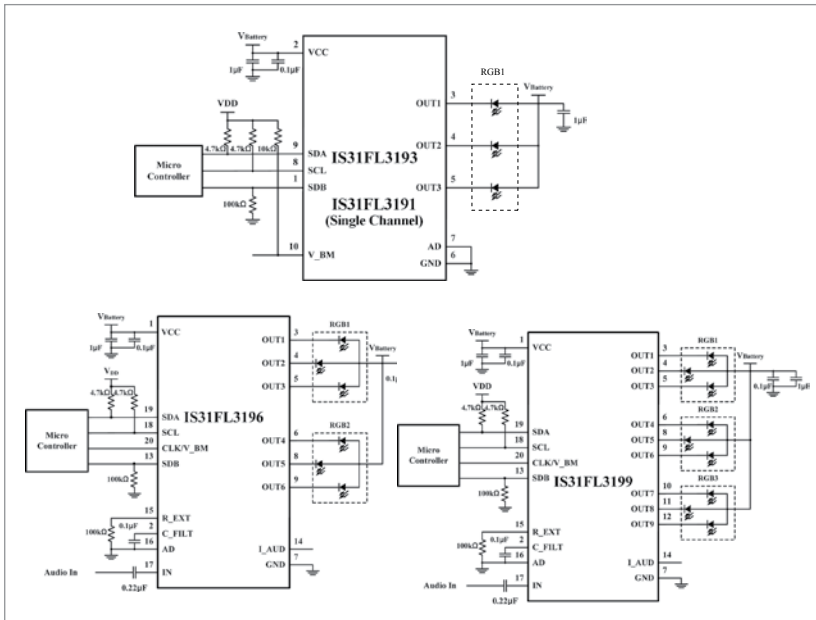 VBattery
2
VCC
1μF
0.1μF
RGB1
VBattery
3
OUT1
1μF
VDD
4.7kΩ 4.7kΩ 10kΩ
9
SDA
IS31FL3193
4
OUT2
Micro
Controller
8
SCL
1
SDB
5
OUT3
IS31FL3191
(Single Channel)
100kΩ
7
AD
10
V_BM
6
GND
VBattery
1
VCC
1μF
0.1μF
3
OUT1
RGB1
4
OUT2
VBattery
5
OUT3
VDD
4.7kΩ 4.7kΩ
IS31FL3196
19
SDA
18
SCL
20
CLK/V_BM
13
SDB
Micro
Controller
100kΩ
RGB2
6
OUT4
8
OUT5
9
OUT6
15
R_EXT
0.1μF
2
C_FILT
100kΩ
16
AD
14
I_AUD
7
GND
Audio In
17
IN
0.22μF
VBattery
1
VCC
1μF
0.1μF
RGB1
3
OUT1
VBattery
4
OUT2
5
OUT3
0.1μF
1μF
VDD
4.7kΩ 4.7kΩ
19
SDA
18
SCL
20
CLK/V_BM
13
SDB
Micro
Controller
100kΩ
RGB2
6
OUT4
8
OUT5
9
OUT6
IS31FL3199
RGB3
10
OUT7
11
OUT8
12
OUT9
15
R_EXT
0.1μF
2
C_FILT
100kΩ
16
AD
14
I_AUD
7
GND
Audio In
17
IN
0.22μF